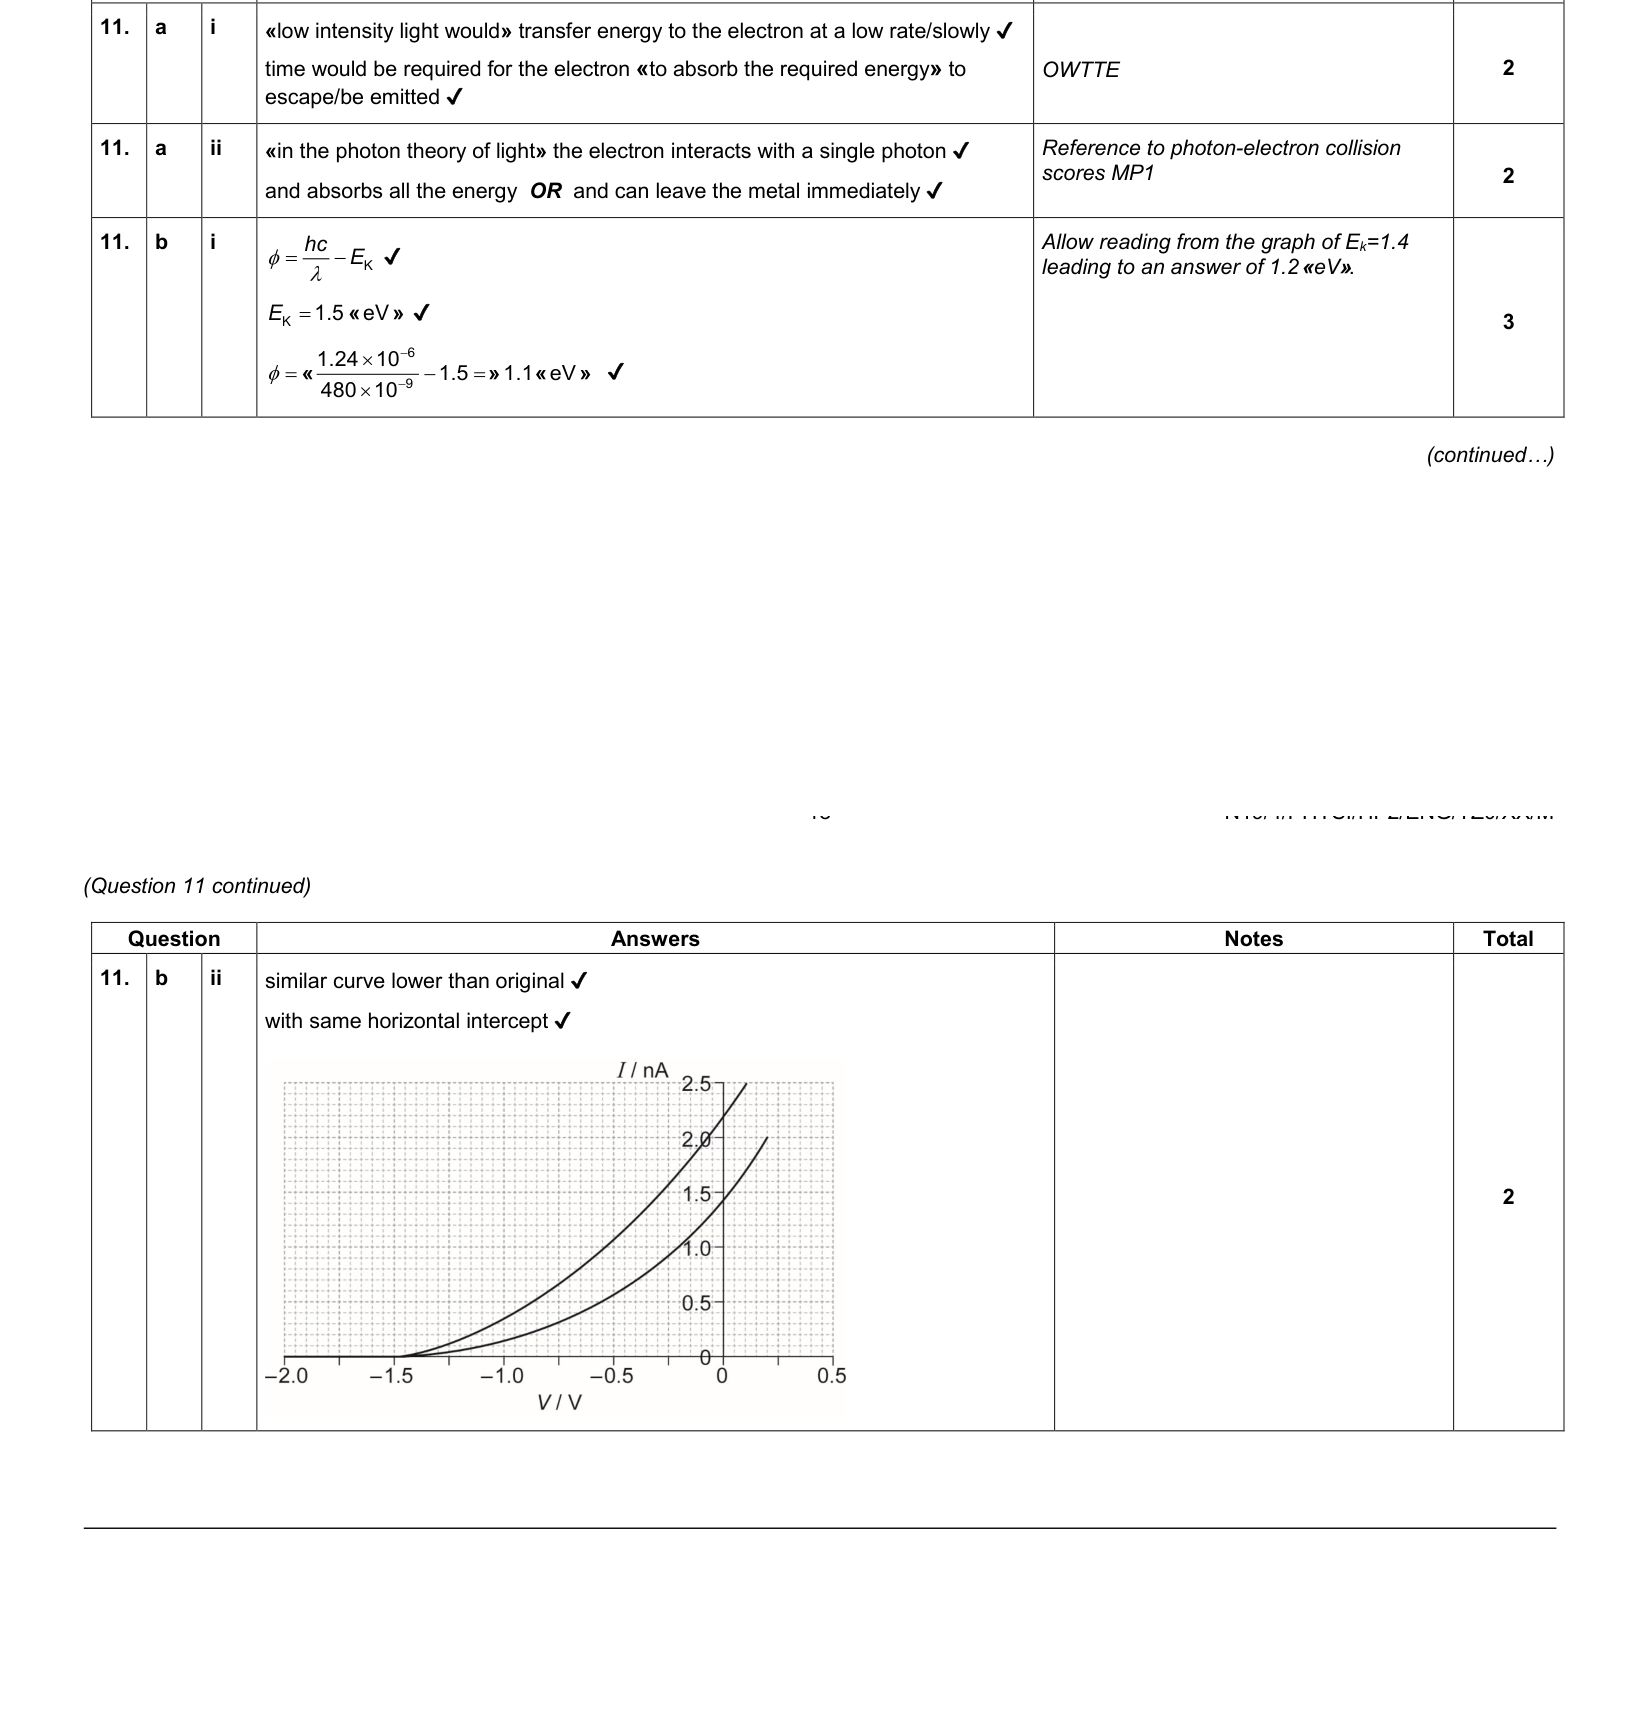 11. a i «low intensity light would» transfer energy to the electron at a low rate/slowly ✓
time would be required for the electron «to absorb the required energy» to
escape/be emitted ✓
OWTTE
2
11. a ii «in the photon theory of light» the electron interacts with a single photon ✓
and absorbs all the energy OR and can leave the metal immediately ✓
Reference to photon-electron collision
scores MP1
2
11. b i ϕ = hc/λ − E_K ✓
E_K = 1.5 «eV» ✓
ϕ = « 1.24 × 10⁻⁶ / 480 × 10⁻⁹ − 1.5 = » 1.1 «eV» ✓
Allow reading from the graph of E_k=1.4
leading to an answer of 1.2 «eV».
3
(continued…)
(Question 11 continued)
Question Answers Notes Total
11. b ii similar curve lower than original ✓
with same horizontal intercept ✓
I / nA
2.5
2.0
1.5
1.0
0.5
0
−2.0 −1.5 −1.0 −0.5 0 0.5
V / V
2